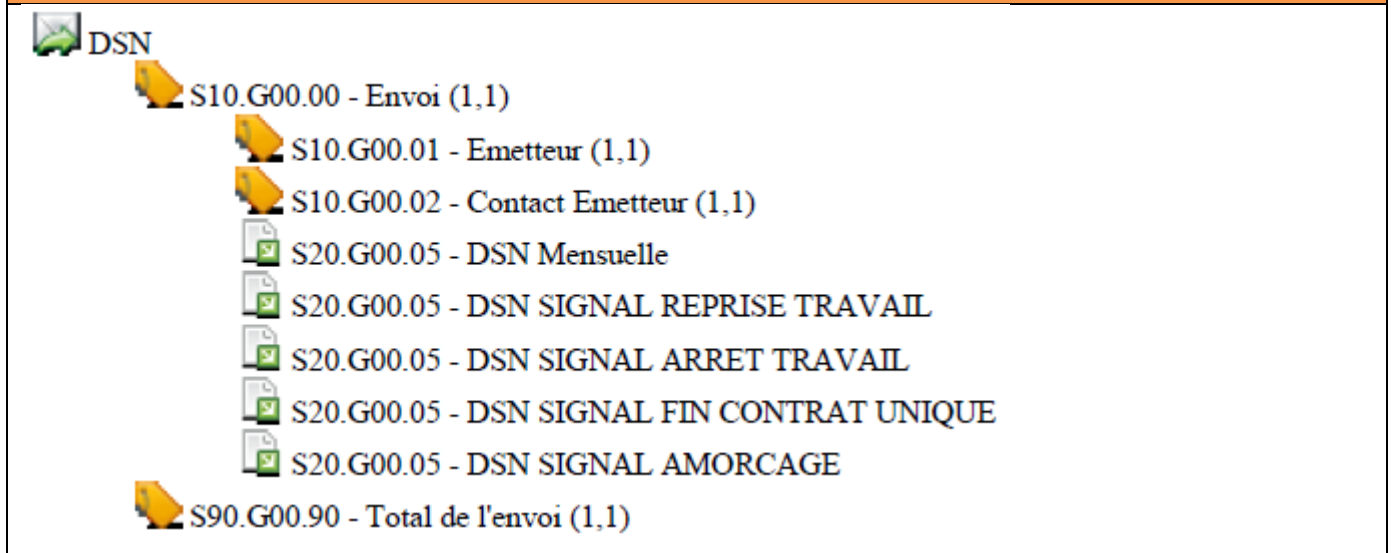 DSN
S10.G00.00 - Envoi (1,1)
S10.G00.01 - Emetteur (1,1)
S10.G00.02 - Contact Emetteur (1,1)
S20.G00.05 - DSN Mensuelle
S20.G00.05 - DSN SIGNAL REPRISE TRAVAIL
S20.G00.05 - DSN SIGNAL ARRET TRAVAIL
S20.G00.05 - DSN SIGNAL FIN CONTRAT UNIQUE
S20.G00.05 - DSN SIGNAL AMORCAGE
S90.G00.90 - Total de l'envoi (1,1)